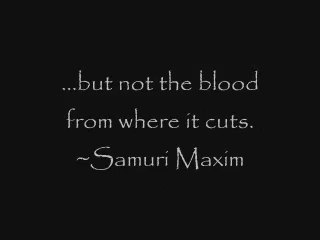 ...but not the blood
from where it cuts.
~Samuri Maxim